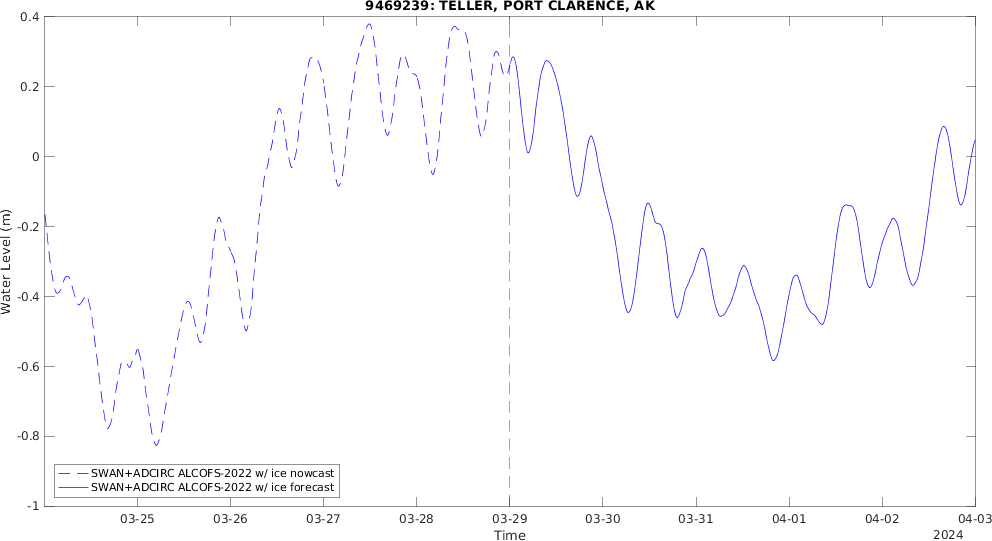 9469239: TELLER, PORT CLARENCE, AK
0.4
0.2
0
-0.2
-0.4
-0.6
-0.8
-1
Water Level (m)
SWAN+ADCIRC ALCOFS-2022 w/ ice nowcast
SWAN+ADCIRC ALCOFS-2022 w/ ice forecast
03-25 03-26 03-27 03-28 03-29 03-30 03-31 04-01 04-02 04-03
Time
2024